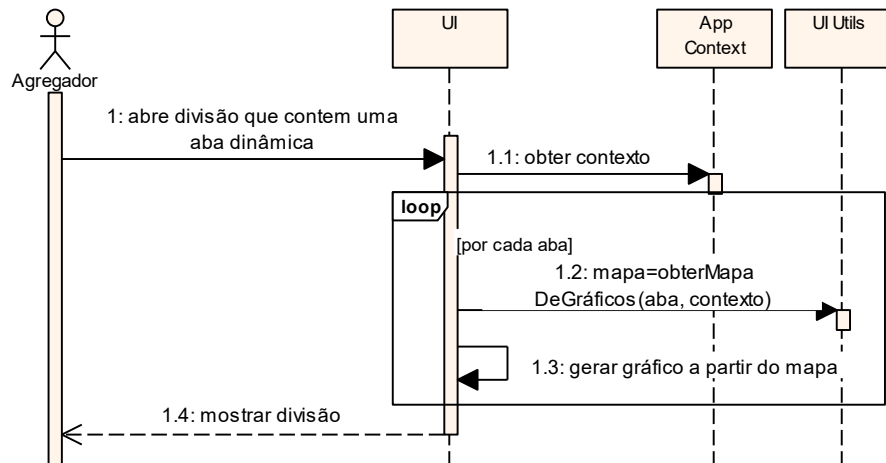 UI
App
Context
UI Utils
Agregador
1: abre divisão que contem uma
aba dinâmica
1.1: obter contexto
loop
[por cada aba]
1.2: mapa=obterMapa
DeGráficos(aba, contexto)
1.3: gerar gráfico a partir do mapa
1.4: mostrar divisão